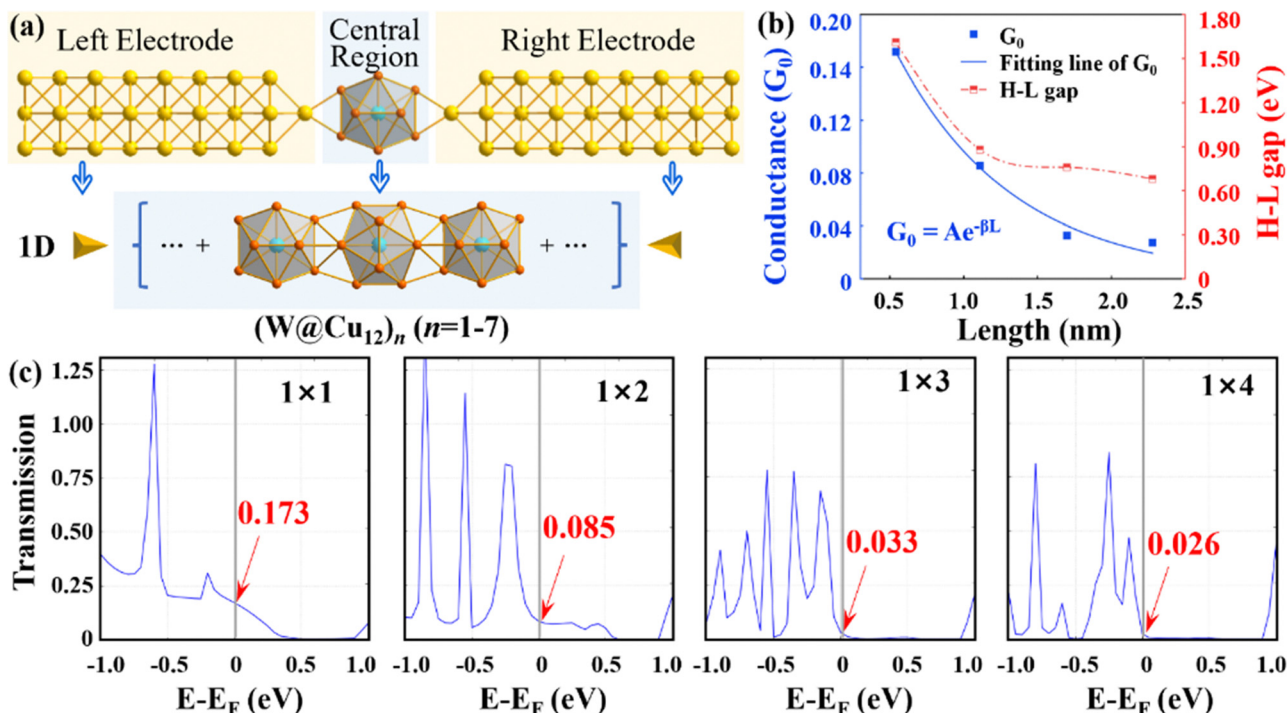 (a)
Left Electrode
Central
Region
Right Electrode
1D
... +
+ ...
(W@Cu12)n (n=1-7)
(b)
0.20
0.14
0.12
0.08
0.04
0
Conductance (G0)
G0
Fitting line of G0
H-L gap
G0 = Ae-βL
1.80
1.50
1.20
0.90
0.60
0.30
0
H-L gap (eV)
0.5
1.0
1.5
2.0
2.5
Length (nm)
(c)
Transmission
1.25
1.00
0.75
0.50
0.25
0
1×1
0.173
-1.0
-0.5
0
0.5
1.0
E-EF (eV)
1×2
0.085
-1.0
-0.5
0
0.5
1.0
E-EF (eV)
1×3
0.033
-1.0
-0.5
0
0.5
1.0
E-EF (eV)
1×4
0.026
-1.0
-0.5
0
0.5
1.0
E-EF (eV)